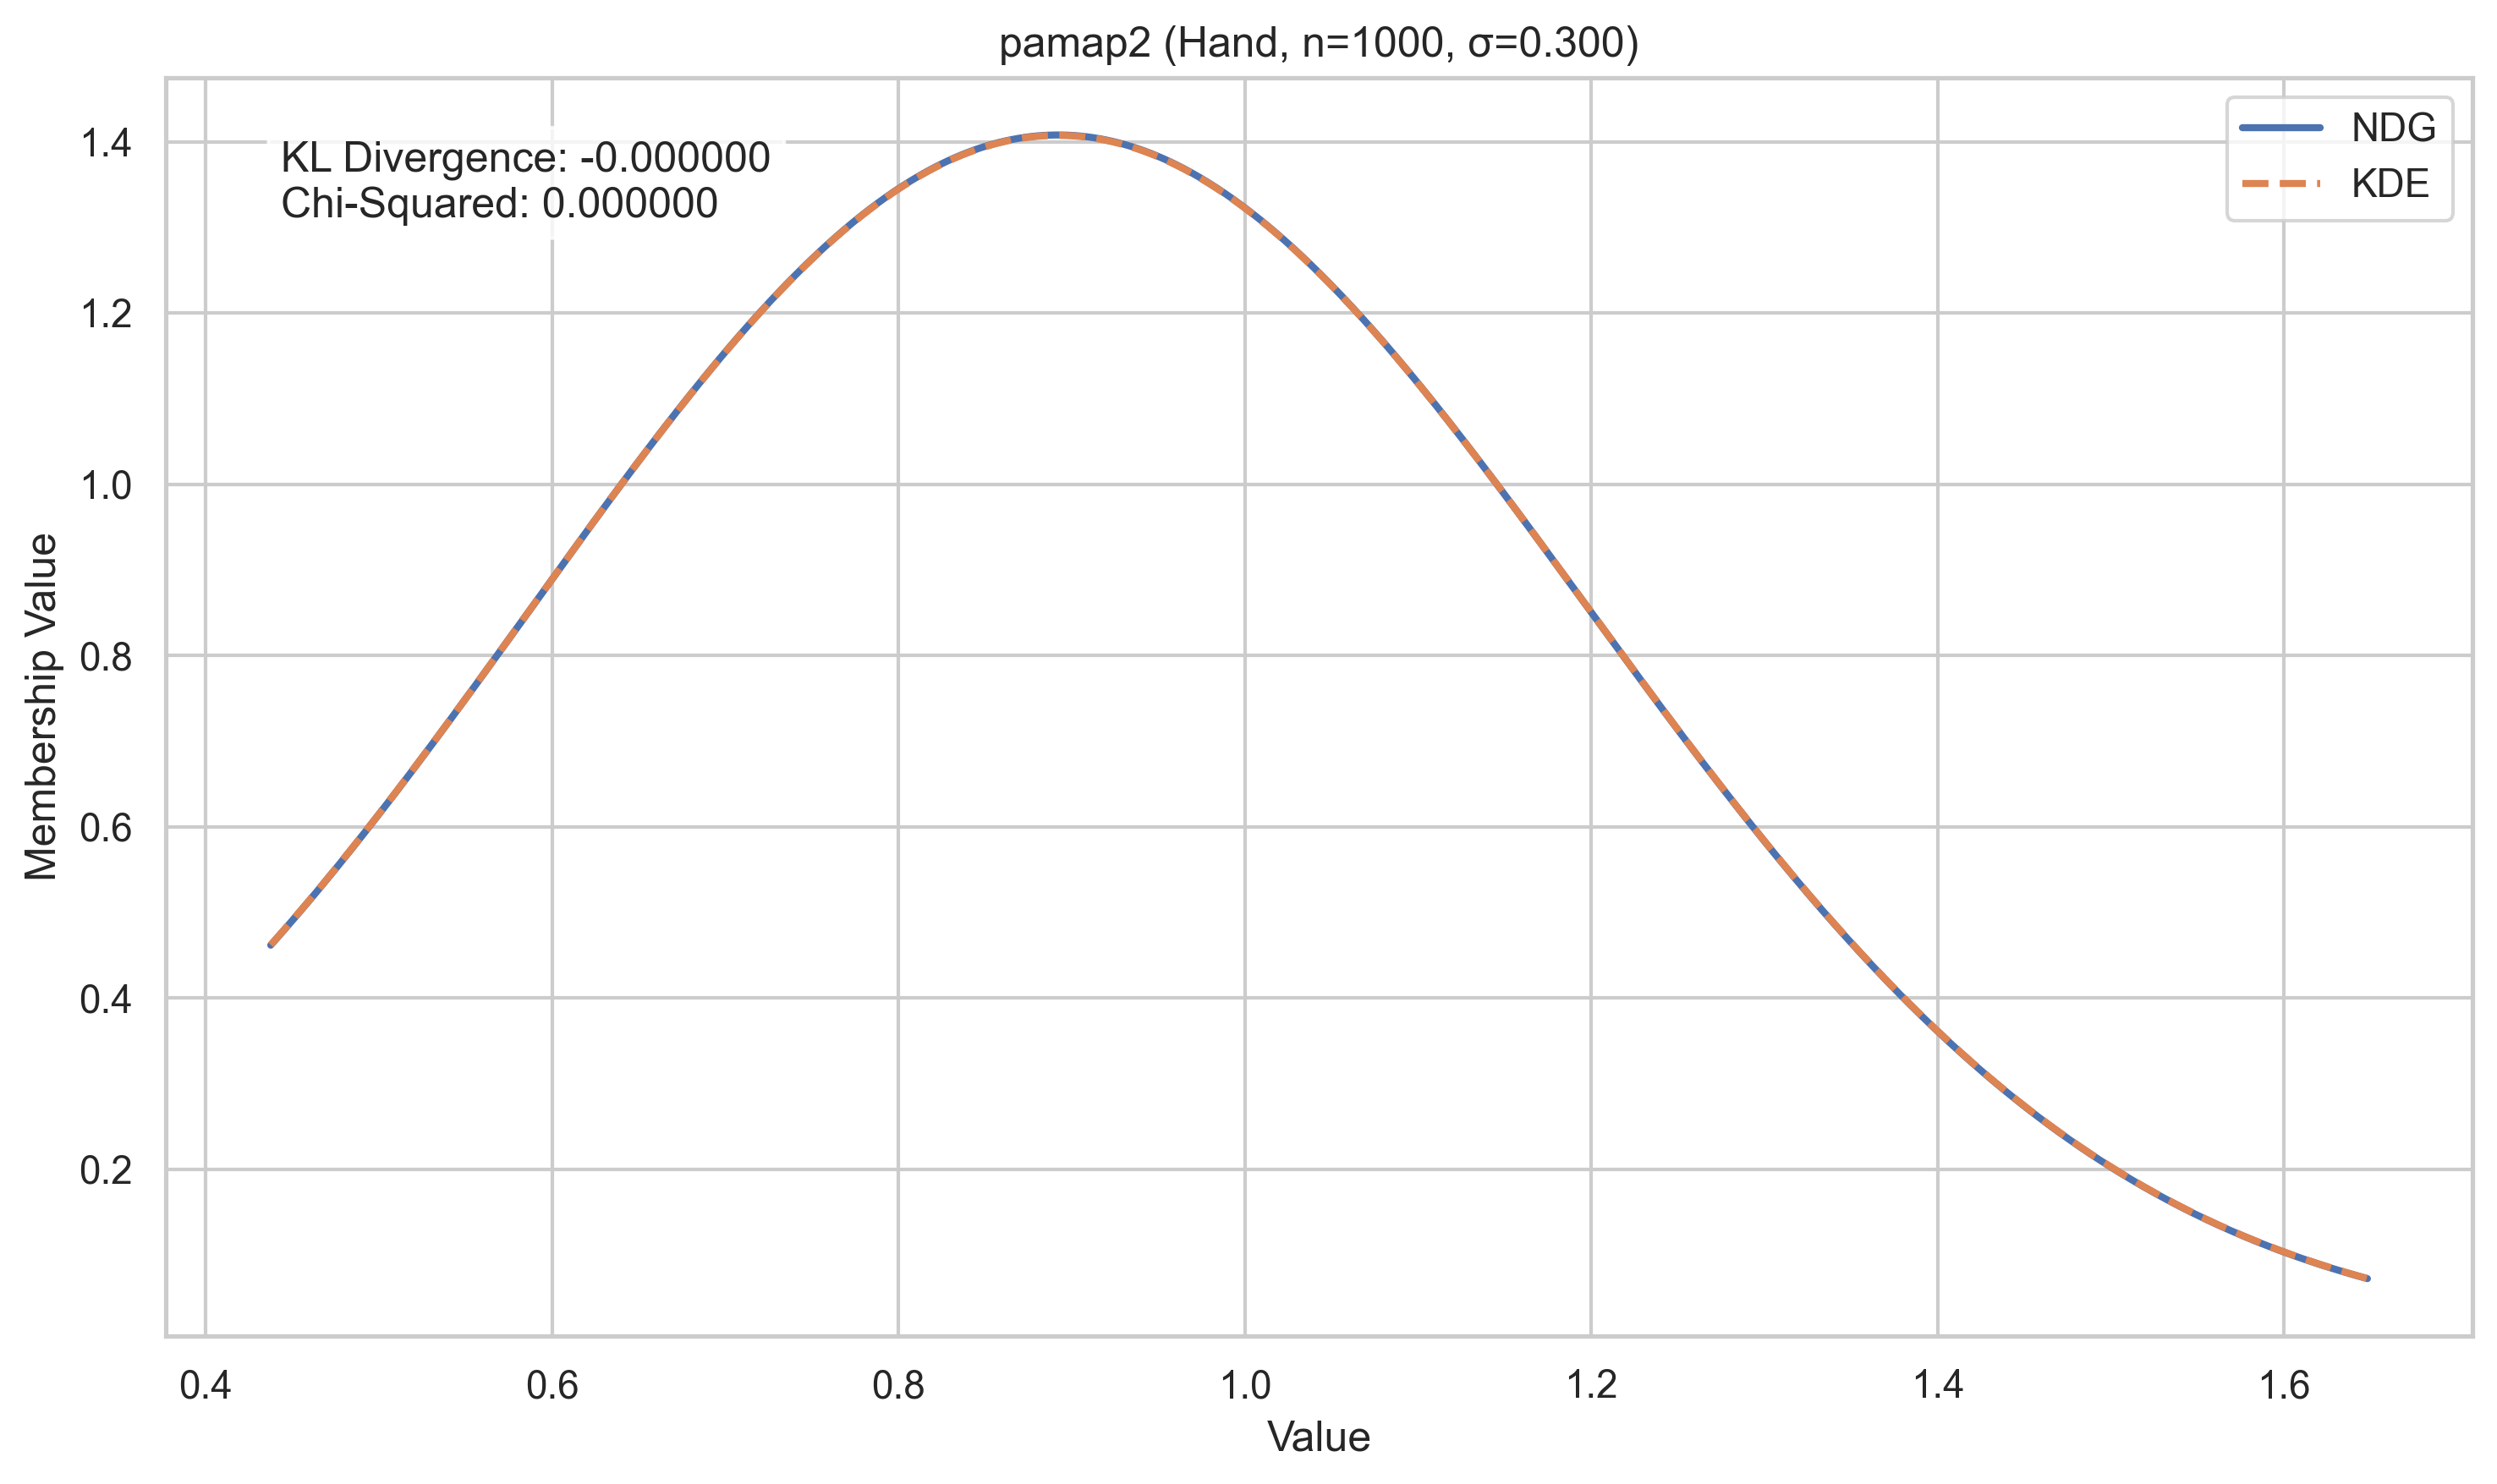 pamap2 (Hand, n=1000, σ=0.300)
KL Divergence: -0.000000
Chi-Squared: 0.000000
NDG
KDE
Membership Value
1.4
1.2
1.0
0.8
0.6
0.4
0.2
0.4
0.6
0.8
1.0
1.2
1.4
1.6
Value